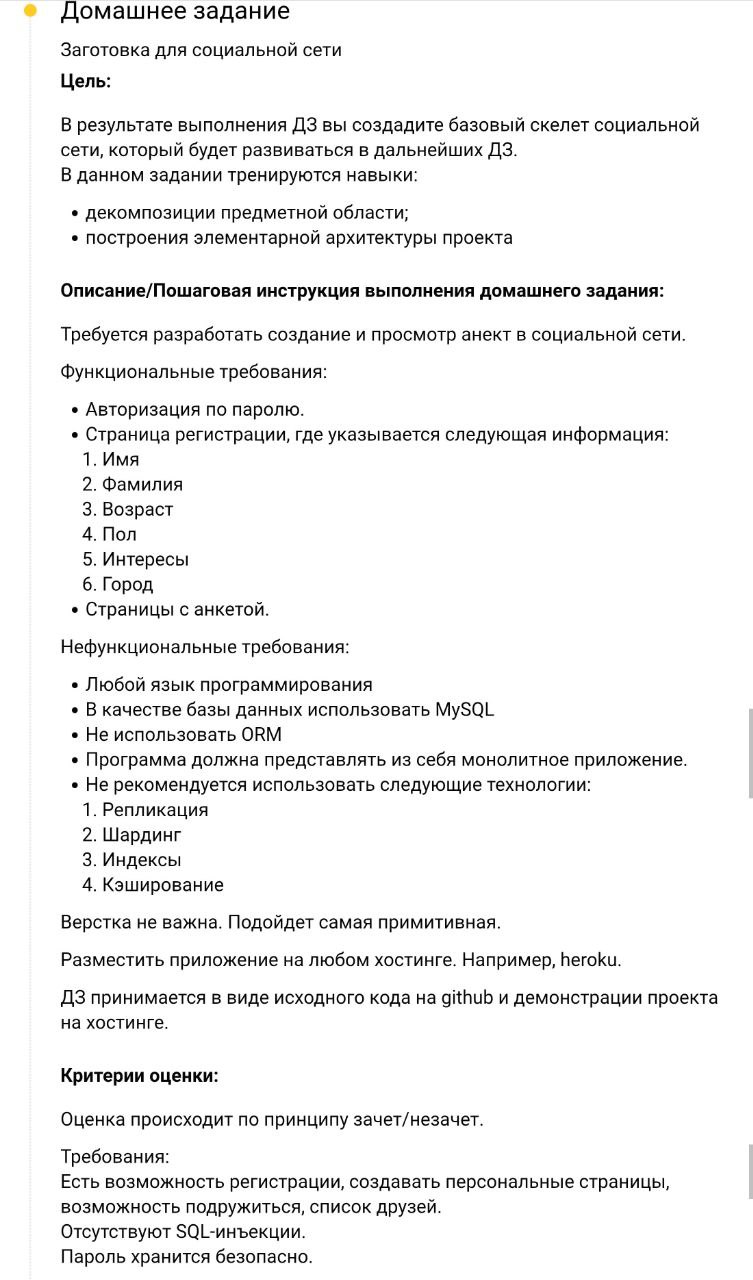 Домашнее задание
Заготовка для социальной сети
Цель:
В результате выполнения ДЗ вы создадите базовый скелет социальной
сети, который будет развиваться в дальнейших ДЗ.
В данном задании тренируются навыки:
• декомпозиции предметной области;
• построения элементарной архитектуры проекта
Описание/Пошаговая инструкция выполнения домашнего задания:
Требуется разработать создание и просмотр анект в социальной сети.
Функциональные требования:
• Авторизация по паролю.
• Страница регистрации, где указывается следующая информация:
1. Имя
2. Фамилия
3. Возраст
4. Пол
5. Интересы
6. Город
• Страницы с анкетой.
Нефункциональные требования:
• Любой язык программирования
• В качестве базы данных использовать MySQL
• Не использовать ORM
• Программа должна представлять из себя монолитное приложение.
• Не рекомендуется использовать следующие технологии:
1. Репликация
2. Шардинг
3. Индексы
4. Кэширование
Верстка не важна. Подойдет самая примитивная.
Разместить приложение на любом хостинге. Например, heroku.
ДЗ принимается в виде исходного кода на github и демонстрации проекта
на хостинге.
Критерии оценки:
Оценка происходит по принципу зачет/незачет.
Требования:
Есть возможность регистрации, создавать персональные страницы,
возможность подружиться, список друзей.
Отсутствуют SQL-инъекции.
Пароль хранится безопасно.